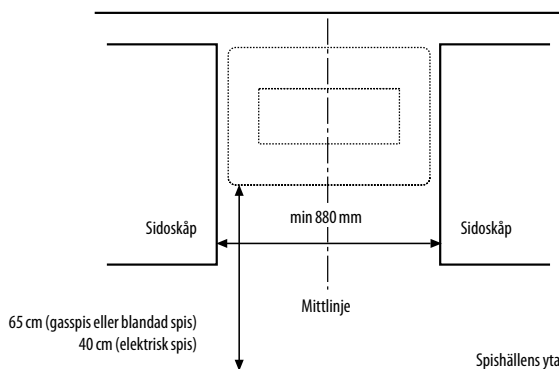 Sidoskåp
min 880 mm
Sidoskåp
Mittlinje
65 cm (gasspis eller blandad spis)
40 cm (elektrisk spis)
Spishällens yta